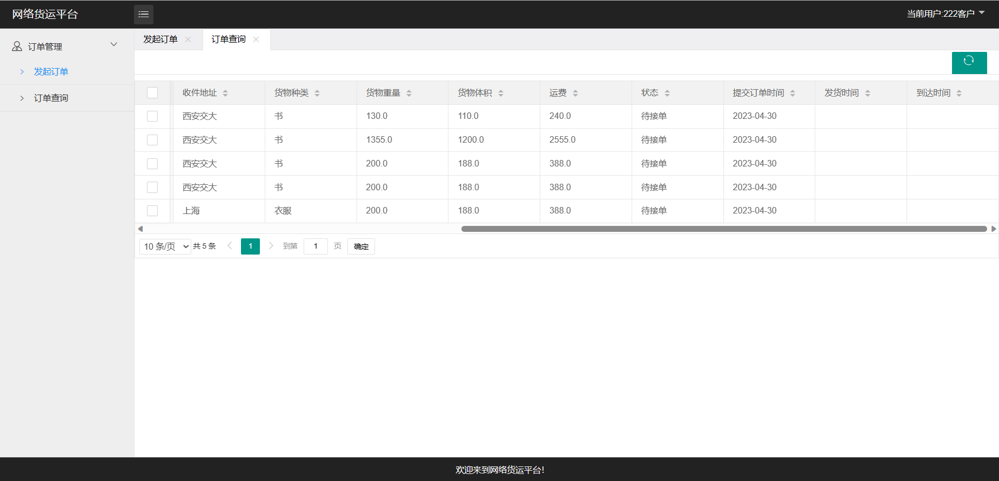 网络货运平台
当前用户:222客户
订单管理
发起订单
订单查询
发起订单 订单查询
收件地址 货物种类 货物重量 货物体积 运费 状态 提交订单时间 发货时间 到达时间
西安交大 书 130.0 110.0 240.0 待接单 2023-04-30
西安交大 书 1355.0 1200.0 2555.0 待接单 2023-04-30
西安交大 书 200.0 188.0 388.0 待接单 2023-04-30
西安交大 书 200.0 188.0 388.0 待接单 2023-04-30
上海 衣服 200.0 188.0 388.0 待接单 2023-04-30
10 条/页 共 5 条 1 到第 1 页 确定
欢迎来到网络货运平台!